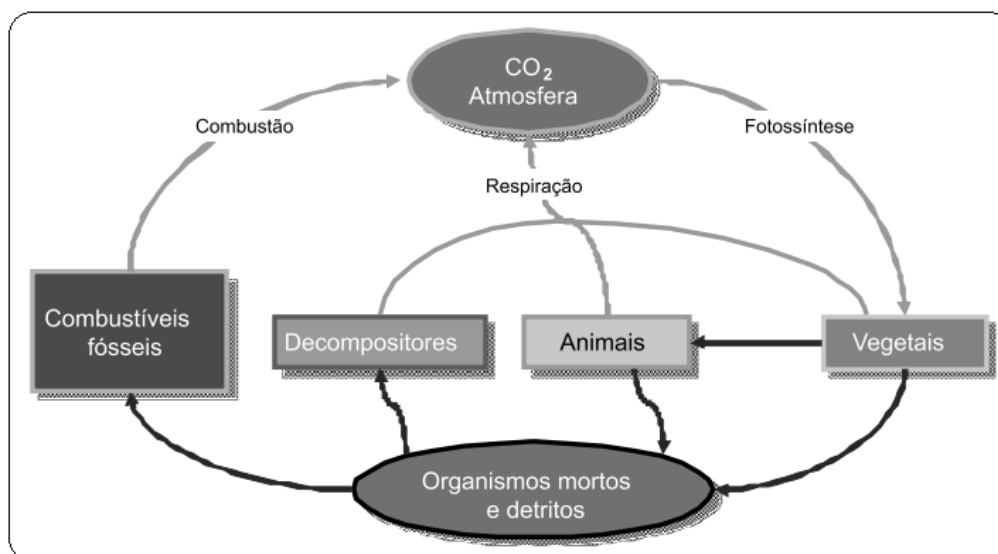 CO₂
Atmosfera
Combustão
Fotossíntese
Respiração
Combustíveis
fósseis
Decompositores
Animais
Vegetais
Organismos mortos
e detritos